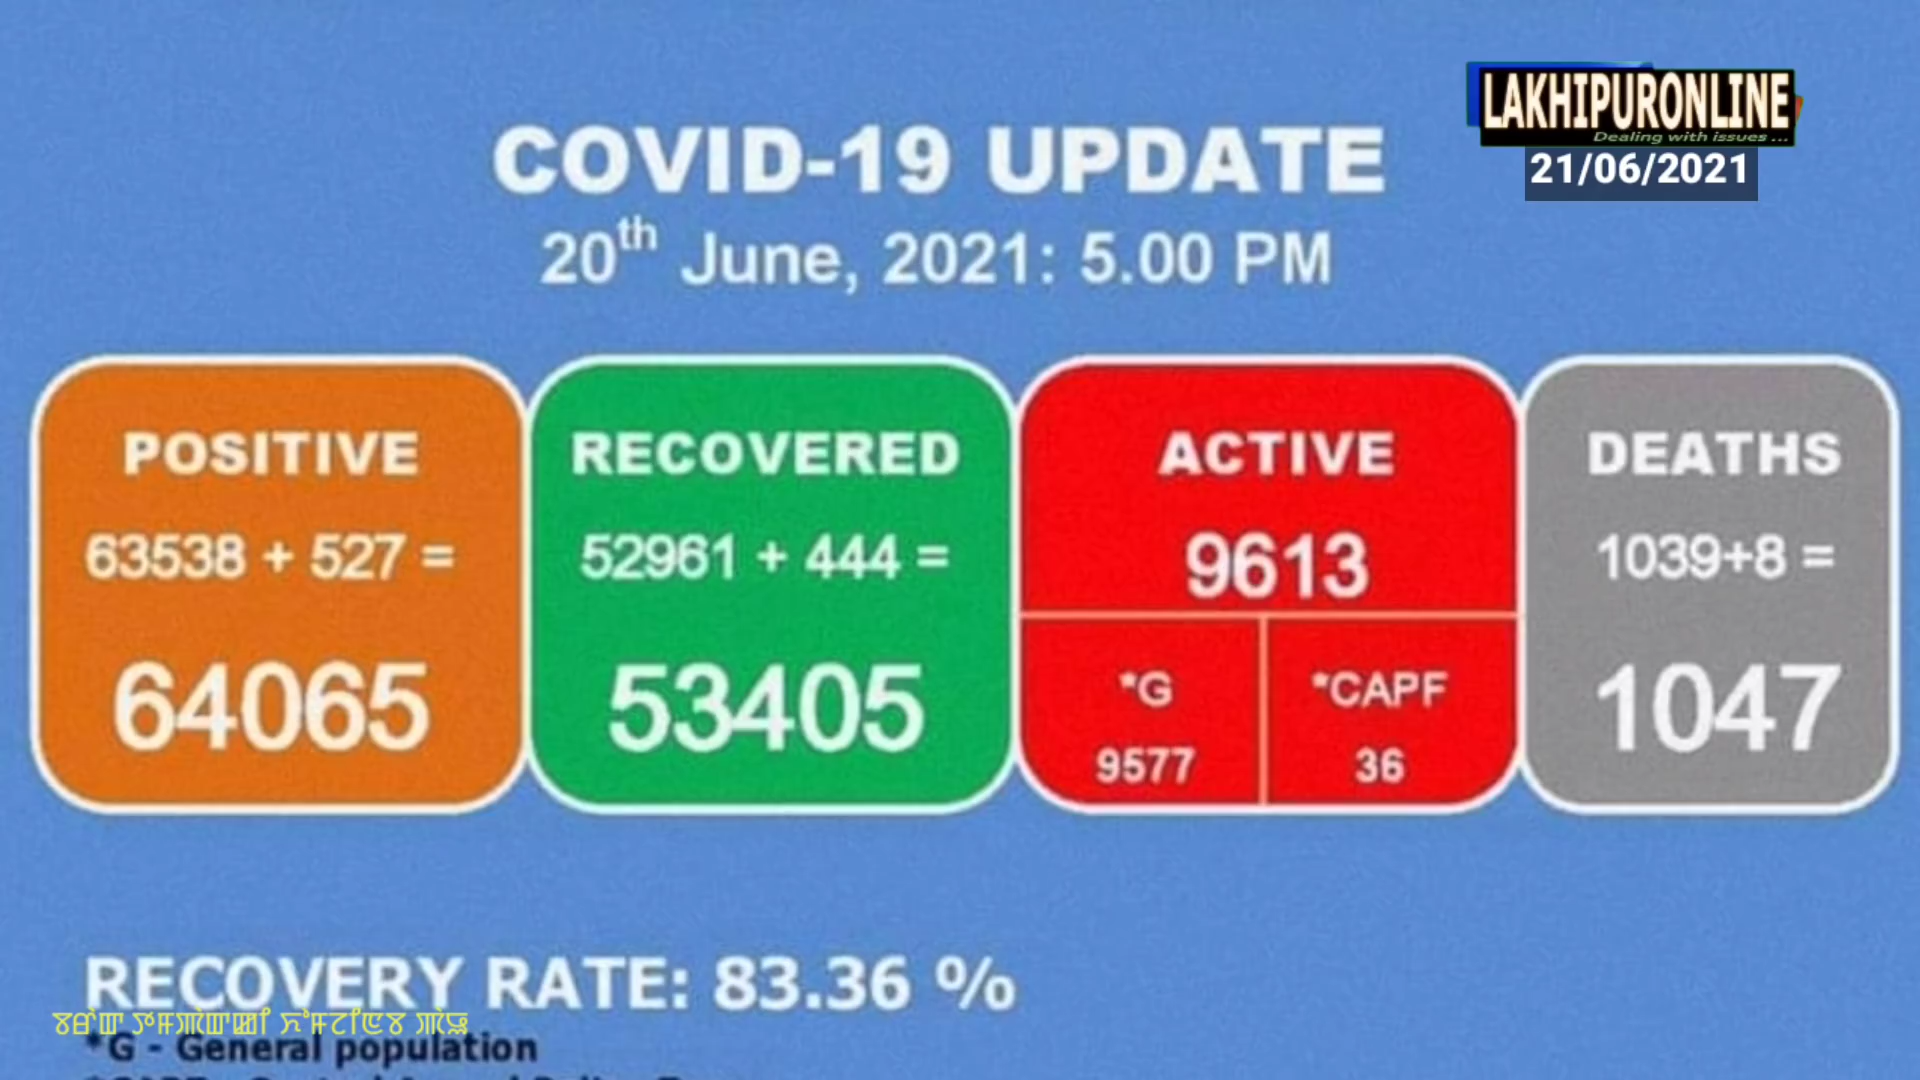 LAKHIPURONLINE
Dealing with issues ...
21/06/2021
COVID-19 UPDATE
20th June, 2021: 5.00 PM
POSITIVE
63538 + 527 =
64065
RECOVERED
52961 + 444 =
53405
ACTIVE
9613
*G
9577
*CAPF
36
DEATHS
1039+8 =
1047
RECOVERY RATE: 83.36 %
*G - General population